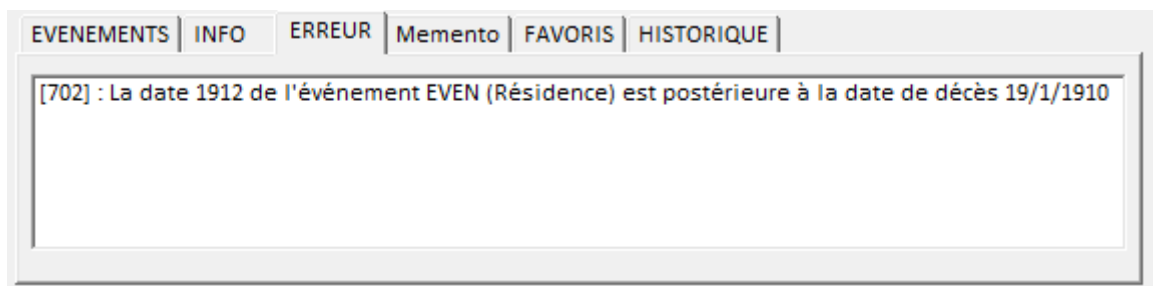 EVENEMENTS INFO ERREUR Memento FAVORIS HISTORIQUE
[702] : La date 1912 de l'événement EVEN (Résidence) est postérieure à la date de décès 19/1/1910